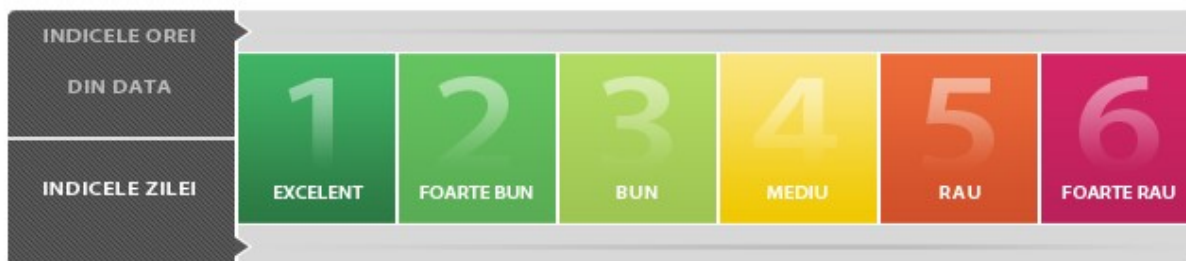 INDICELE OREI
DIN DATA
INDICELE ZILEI
1 2 3 4 5 6
EXCELENT FOARTE BUN BUN MEDIU RAU FOARTE RAU